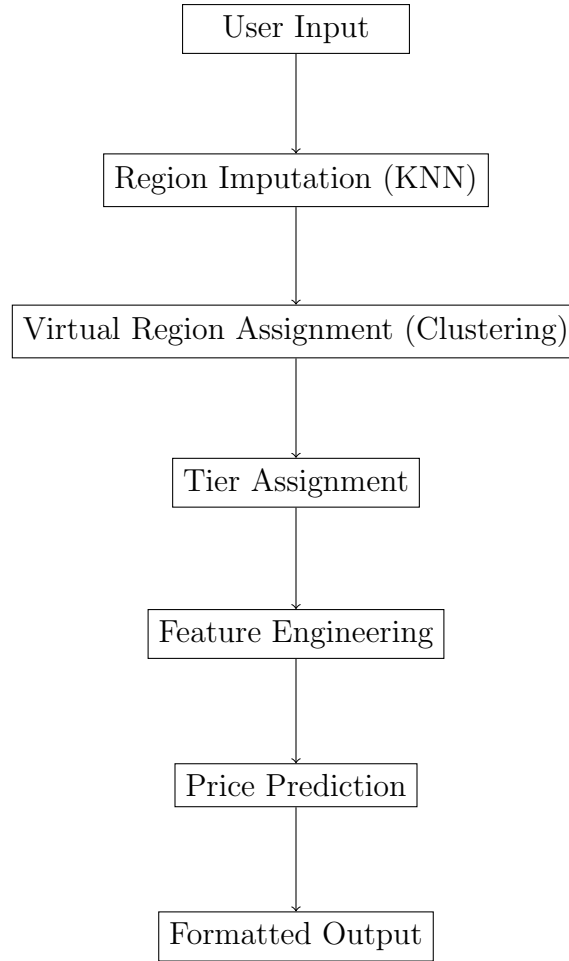 User Input
Region Imputation (KNN)
Virtual Region Assignment (Clustering)
Tier Assignment
Feature Engineering
Price Prediction
Formatted Output